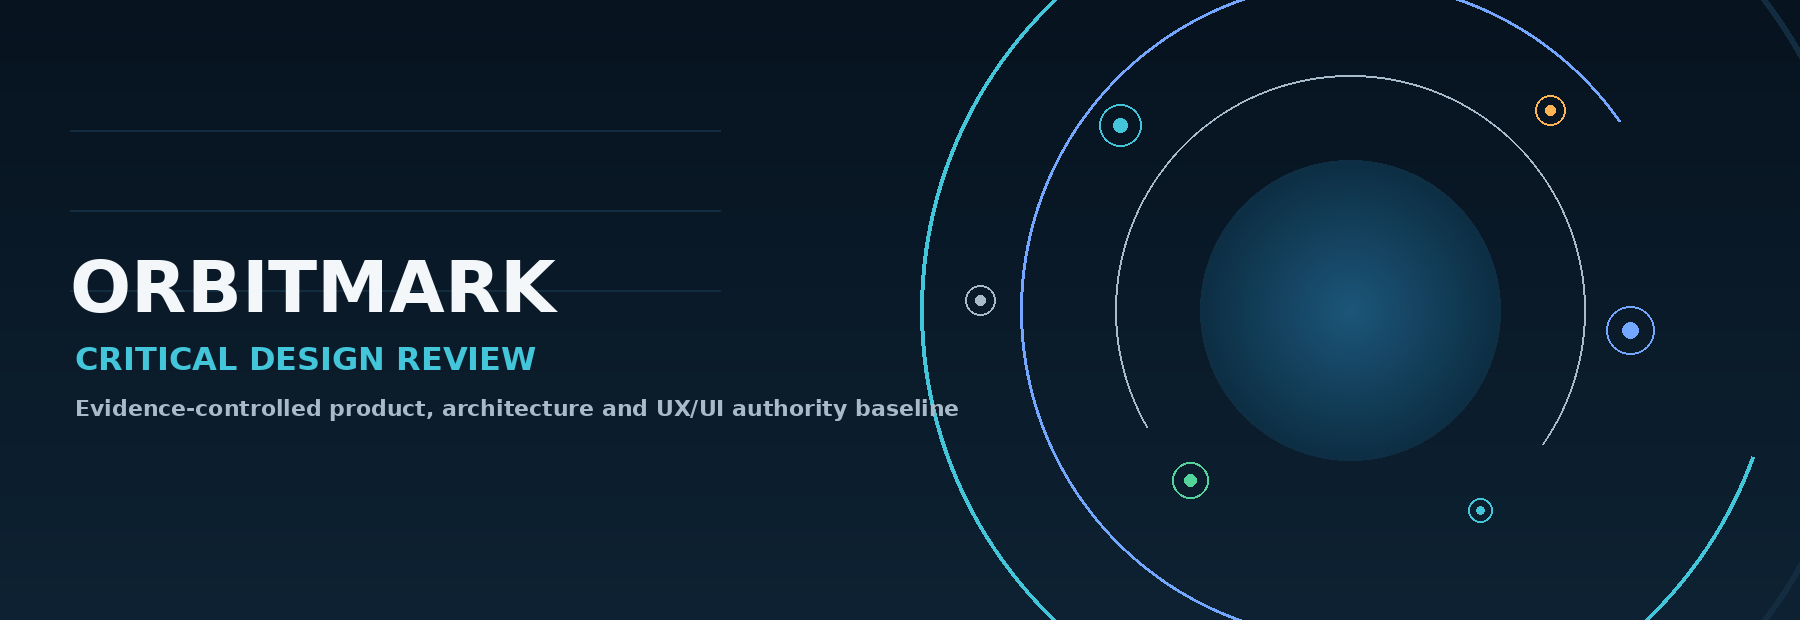 ORBITMARK
CRITICAL DESIGN REVIEW
Evidence-controlled product, architecture and UX/UI authority baseline